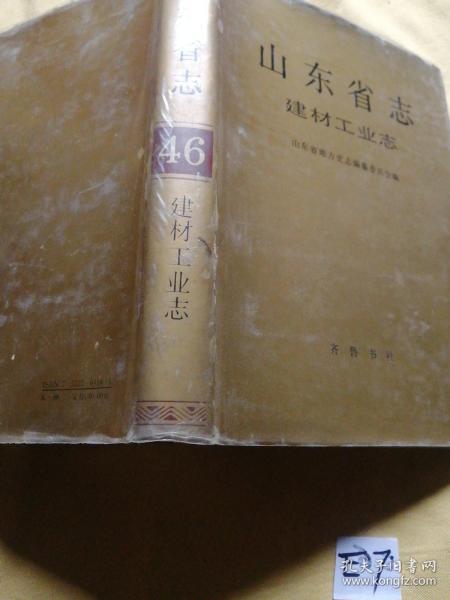 山东省志
建材工业志
山东省地方史志编纂委员会编
齐鲁书社
省志
46
建材工业志
孔夫子旧书网
www.kongfz.com